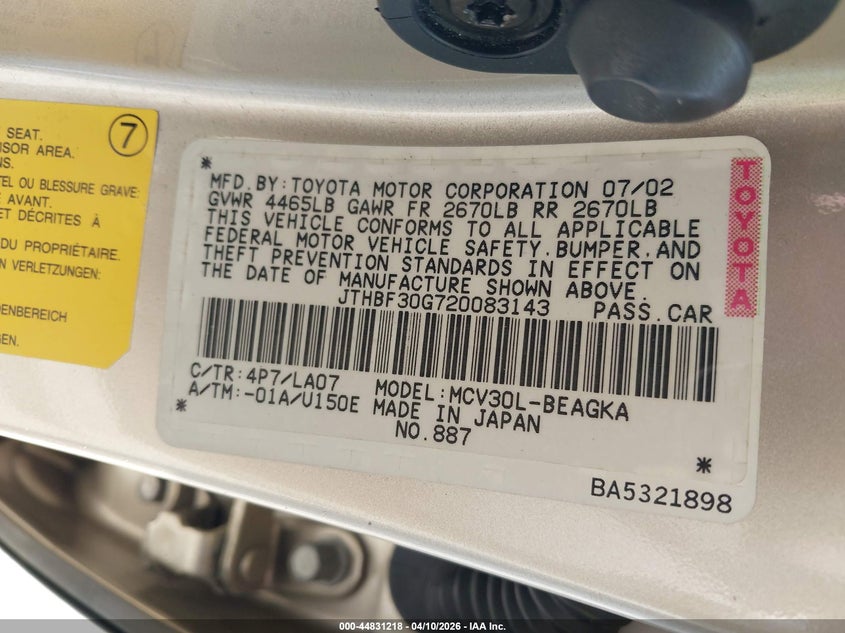 7
SEAT.
SOR AREA.
NS.
TEL OU BLESSURE GRAVE:
AVANT.
ET DÉCRITES À
DU PROPRIÉTAIRE.
EN VERLETZUNGEN:
DENBEREICH
GEN.
*
MFD.BY:TOYOTA MOTOR CORPORATION 07/02
GVWR 4465LB GAWR FR 2670LB RR 2670LB
THIS VEHICLE CONFORMS TO ALL APPLICABLE
FEDERAL MOTOR VEHICLE SAFETY,BUMPER,AND
THEFT PREVENTION STANDARDS IN EFFECT ON
THE DATE OF MANUFACTURE SHOWN ABOVE.
JTHBF30G720083143 PASS.CAR
TOYOTA
C/TR:4P7/LA07 MODEL:MCV30L-BEAGKA
A/TM:-01A/U150E MADE IN JAPAN
* NO.887
*
BA5321898
000-44831218 - 04/10/2026 - IAA Inc.